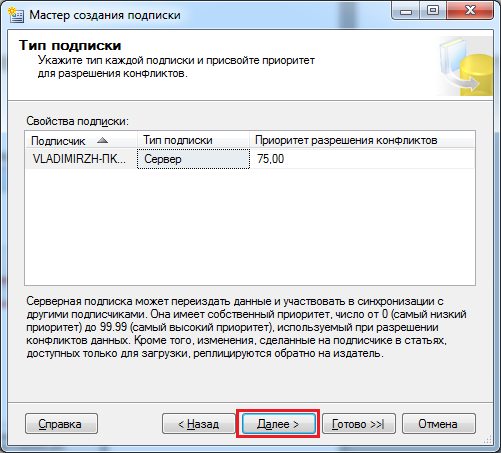 Мастер создания подписки
Тип подписки
Укажите тип каждой подписки и присвойте приоритет
для разрешения конфликтов.
Свойства подписки:
Подписчик Тип подписки Приоритет разрешения конфликтов
VLADIMIRZH-ПК... Сервер 75,00
Серверная подписка может переиздать данные и участвовать в синхронизации с
другими подписчиками. Она имеет собственный приоритет, число от 0 (самый низкий
приоритет) до 99.99 (самый высокий приоритет), используемый при разрешении
конфликтов данных. Кроме того, изменения, сделанные на подписчике в статьях,
доступных только для загрузки, реплицируются обратно на издатель.
Справка < Назад Далее > Готово >>| Отмена